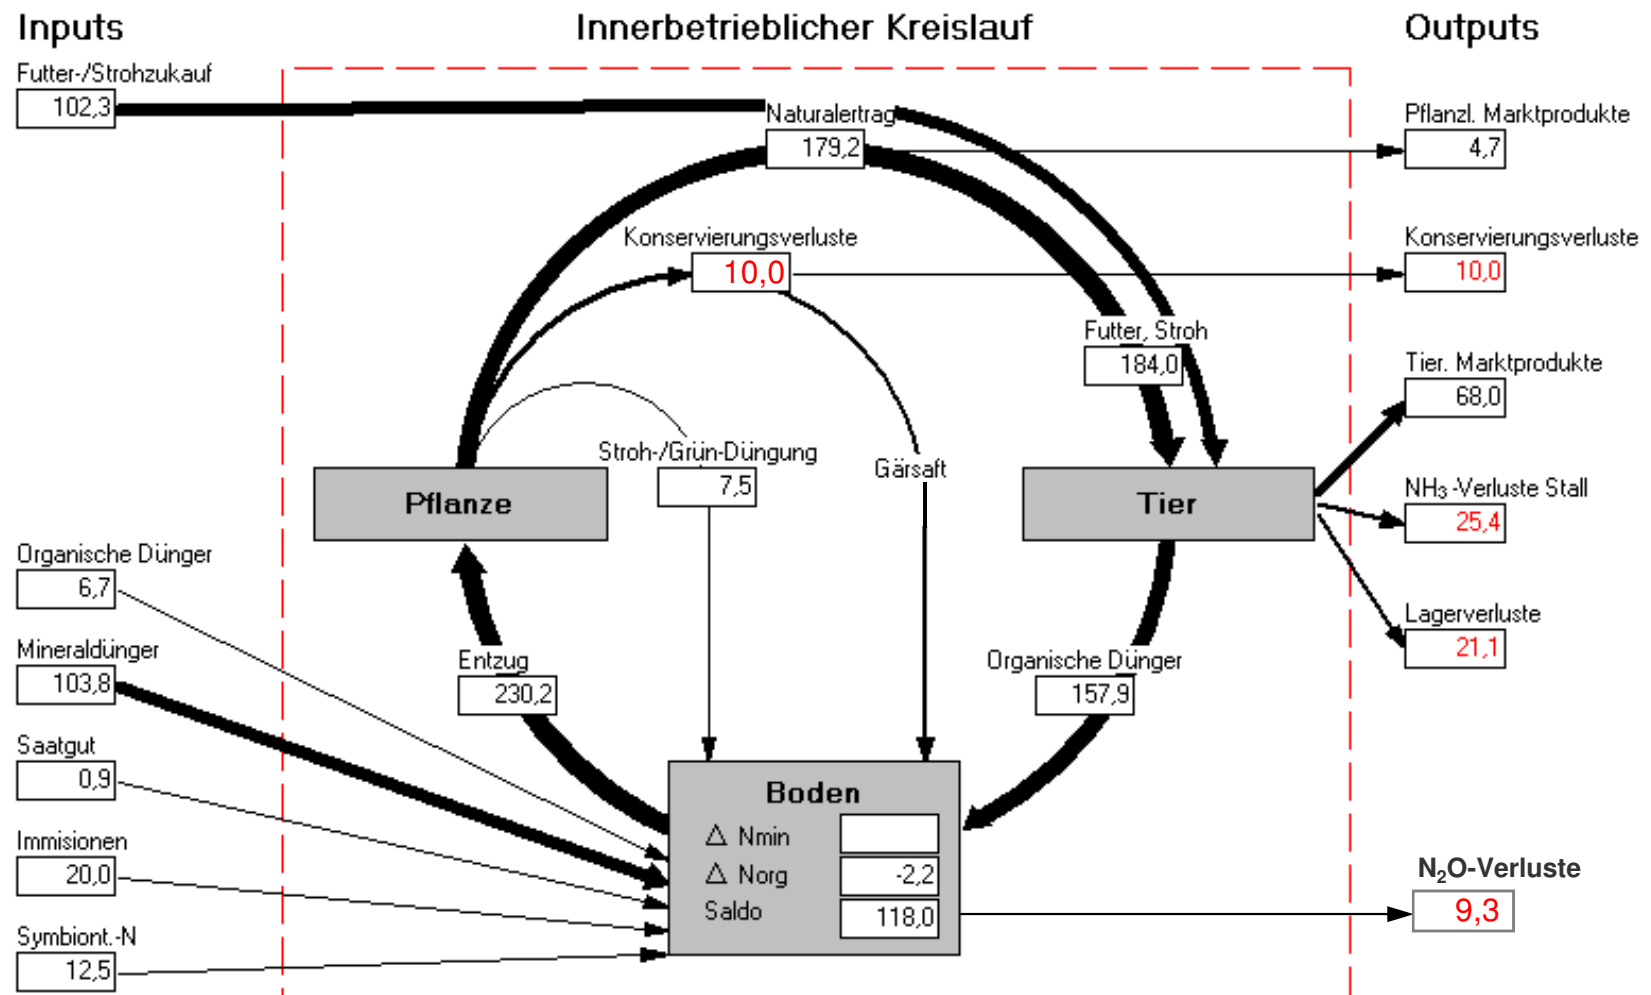 Inputs
Innerbetrieblicher Kreislauf
Outputs
Futter-/Strohzukauf
102,3
Naturalertrag
179,2
Pflanzl. Marktprodukte
4,7
Konservierungsverluste
10,0
Konservierungsverluste
10,0
Futter, Stroh
184,0
Tier. Marktprodukte
68,0
Stroh-/Grün-Düngung
7,5
Gärsaft
Pflanze
Tier
NH₃-Verluste Stall
25,4
Organische Dünger
6,7
Lagerverluste
21,1
Mineraldünger
103,8
Entzug
230,2
Organische Dünger
157,9
Saatgut
0,9
Boden
△ Nmin
△ Norg -2,2
Saldo 118,0
Immisionen
20,0
N₂O-Verluste
9,3
Symbiont.-N
12,5